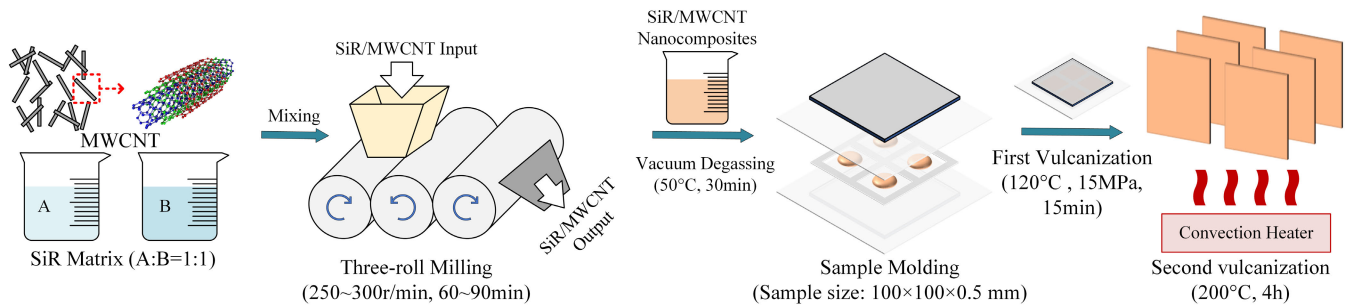 MWCNT
A
B
SiR Matrix (A:B=1:1)
Mixing
SiR/MWCNT Input
SiR/MWCNT
Output
Three-roll Milling
(250~300r/min, 60~90min)
SiR/MWCNT
Nanocomposites
Vacuum Degassing
(50°C, 30min)
Sample Molding
(Sample size: 100×100×0.5 mm)
First Vulcanization
(120°C , 15MPa,
15min)
Convection Heater
Second vulcanization
(200°C, 4h)